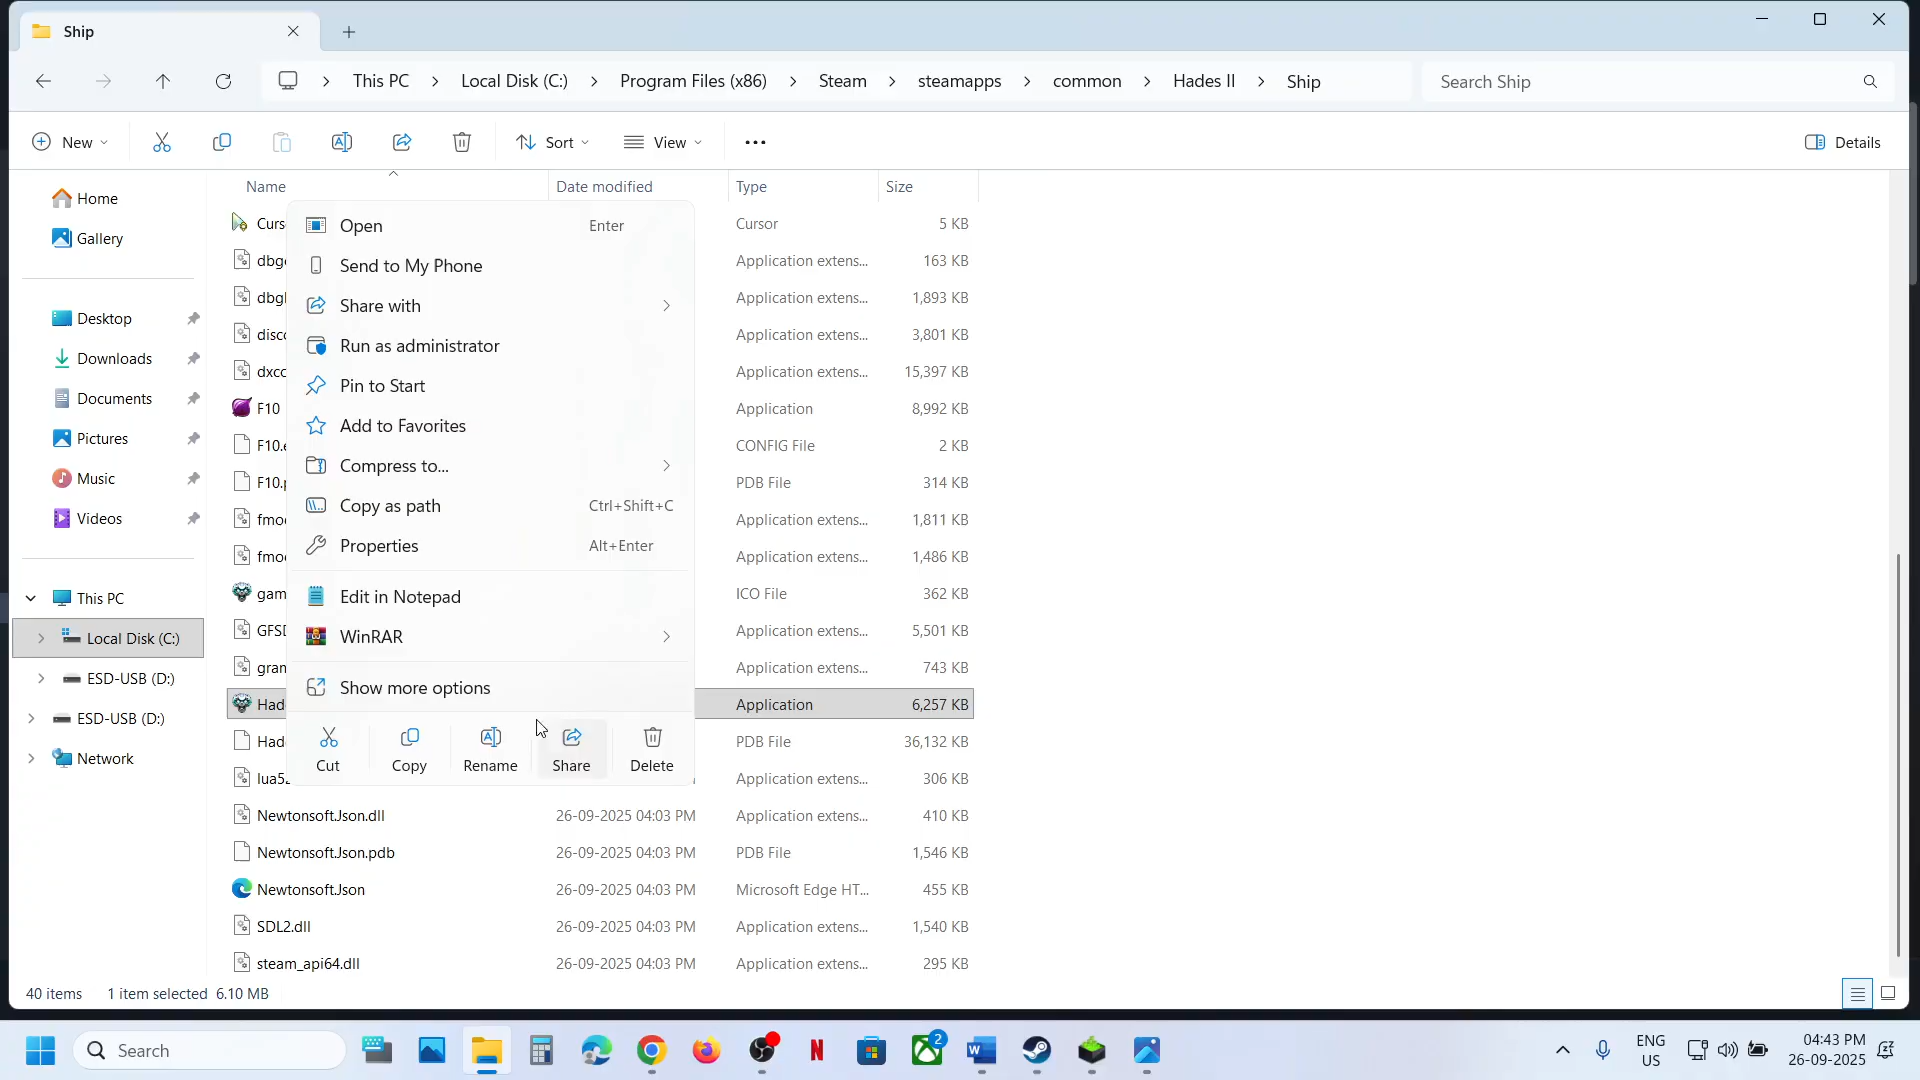 Ship
This PC > Local Disk (C:) > Program Files (x86) > Steam > steamapps > common > Hades II > Ship
Search Ship
New
Sort
View
Details
Home
Gallery
Desktop
Downloads
Documents
Pictures
Music
Videos
This PC
Local Disk (C:)
ESD-USB (D:)
ESD-USB (D:)
Network
Name Date modified Type Size
Curs Cursor 5 KB
dbg Application extens... 163 KB
dbg Application extens... 1,893 KB
disc Application extens... 3,801 KB
dxc Application extens... 15,397 KB
F10 Application 8,992 KB
F10.e CONFIG File 2 KB
F10.p PDB File 314 KB
fmo Application extens... 1,811 KB
fmo Application extens... 1,486 KB
gam ICO File 362 KB
GFSD Application extens... 5,501 KB
gran Application extens... 743 KB
Had Application 6,257 KB
Had PDB File 36,132 KB
lua52 Application extens... 306 KB
Newtonsoft.Json.dll 26-09-2025 04:03 PM Application extens... 410 KB
Newtonsoft.Json.pdb 26-09-2025 04:03 PM PDB File 1,546 KB
Newtonsoft.Json 26-09-2025 04:03 PM Microsoft Edge HT... 455 KB
SDL2.dll 26-09-2025 04:03 PM Application extens... 1,540 KB
steam_api64.dll 26-09-2025 04:03 PM Application extens... 295 KB
Open Enter
Send to My Phone
Share with
Run as administrator
Pin to Start
Add to Favorites
Compress to...
Copy as path Ctrl+Shift+C
Properties Alt+Enter
Edit in Notepad
WinRAR
Show more options
Cut Copy Rename Share Delete
40 items 1 item selected 6.10 MB
Search
2
ENG
US
04:43 PM
26-09-2025